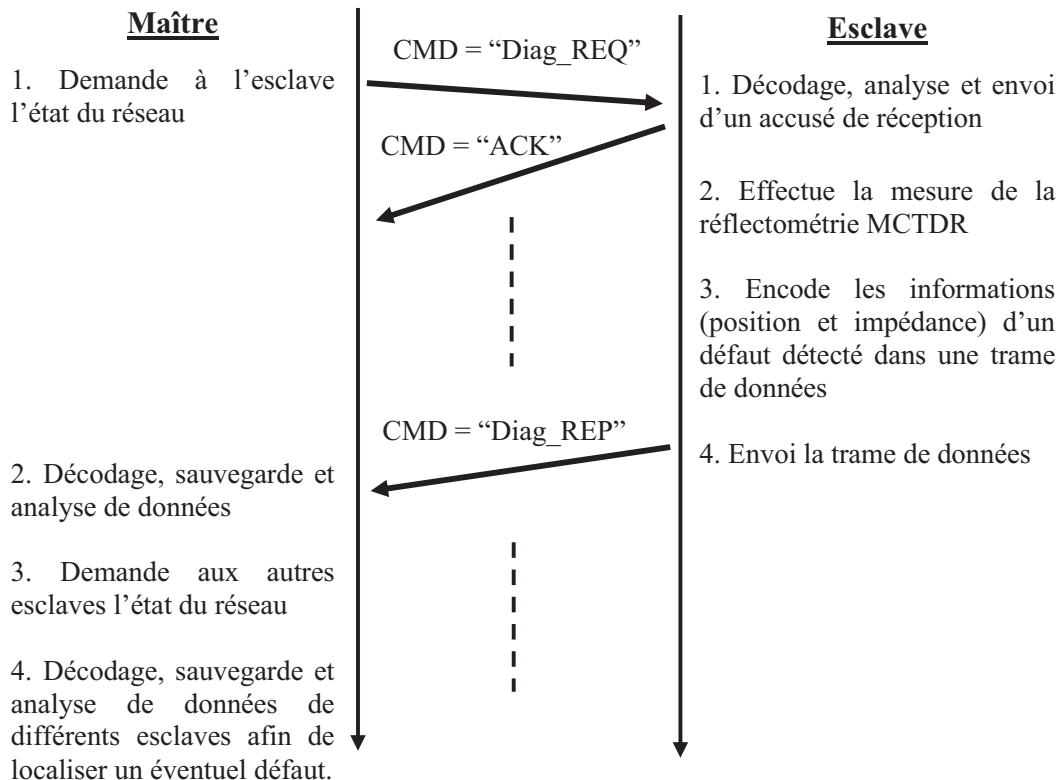 Maître
1. Demande à l’esclave
l’état du réseau
CMD = “Diag_REQ”
CMD = “ACK”
Esclave
1. Décodage, analyse et envoi
d’un accusé de réception
2. Effectue la mesure de la
réflectométrie MCTDR
3. Encode les informations
(position et impédance) d’un
défaut détecté dans une trame
de données
CMD = “Diag_REP”
4. Envoi la trame de données
2. Décodage, sauvegarde et
analyse de données
3. Demande aux autres
esclaves l’état du réseau
4. Décodage, sauvegarde et
analyse de données de
différents esclaves afin de
localiser un éventuel défaut.